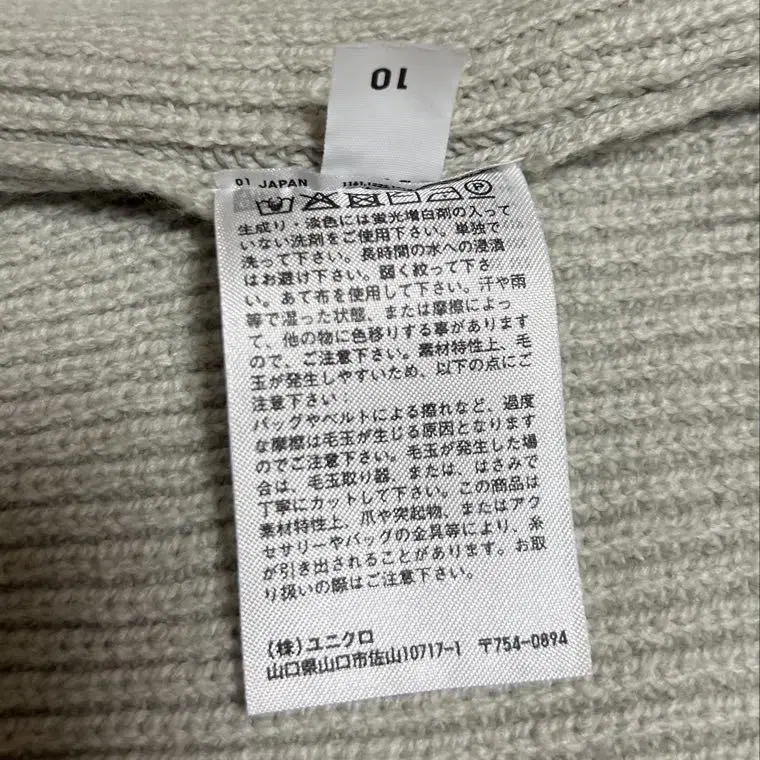 10
01 JAPAN
生成り・淡色には蛍光増白剤の入って
いない洗剤をご使用下さい。単独で
洗って下さい。長時間の水への浸漬
はお避け下さい。弱く絞って下さ
い。あて布を使用して下さい。汗や雨
等で湿った状態、または摩擦によっ
て、他の物に色移りする事があります
ので、ご注意下さい。素材特性上、毛
玉が発生しやすいため、以下の点にご
注意下さい:
バッグやベルトによる擦れなど、過度
な摩擦は毛玉が生じる原因となります
のでご注意下さい。毛玉が発生した場
合は、毛玉取り器、または、はさみで
丁寧にカットして下さい。この商品は
素材特性上、爪や突起物、またはアク
セサリーやバッグの金具等により、糸
が引き出されることがあります。お取
り扱いの際はご注意下さい。
(株)ユニクロ
山口県山口市佐山10717-1 〒754-0894